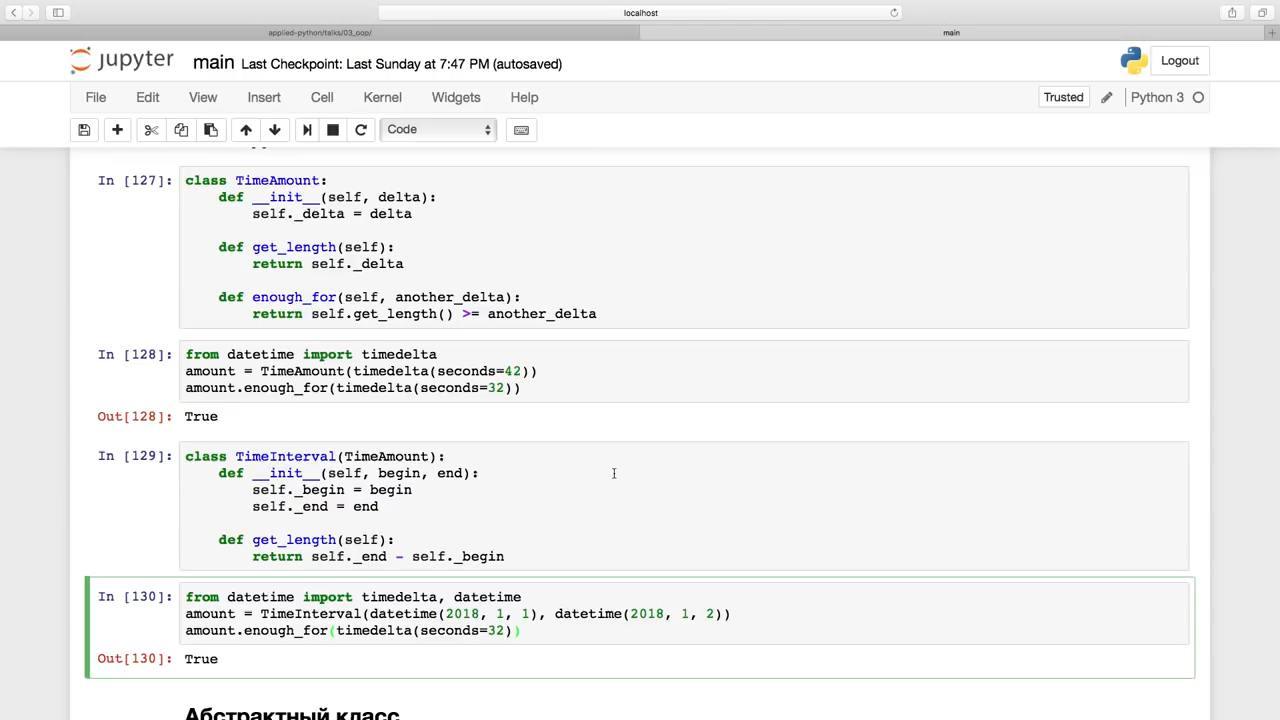 localhost
applied-python/talks/03_oop/
main
jupyter main Last Checkpoint: Last Sunday at 7:47 PM (autosaved)
Logout
File Edit View Insert Cell Kernel Widgets Help
Trusted Python 3
Code
In [127]: class TimeAmount:
def __init__(self, delta):
self._delta = delta
def get_length(self):
return self._delta
def enough_for(self, another_delta):
return self.get_length() >= another_delta
In [128]: from datetime import timedelta
amount = TimeAmount(timedelta(seconds=42))
amount.enough_for(timedelta(seconds=32))
Out[128]: True
In [129]: class TimeInterval(TimeAmount):
def __init__(self, begin, end):
self._begin = begin
self._end = end
def get_length(self):
return self._end - self._begin
In [130]: from datetime import timedelta, datetime
amount = TimeInterval(datetime(2018, 1, 1), datetime(2018, 1, 2))
amount.enough_for(timedelta(seconds=32))
Out[130]: True
Абстрактный класс